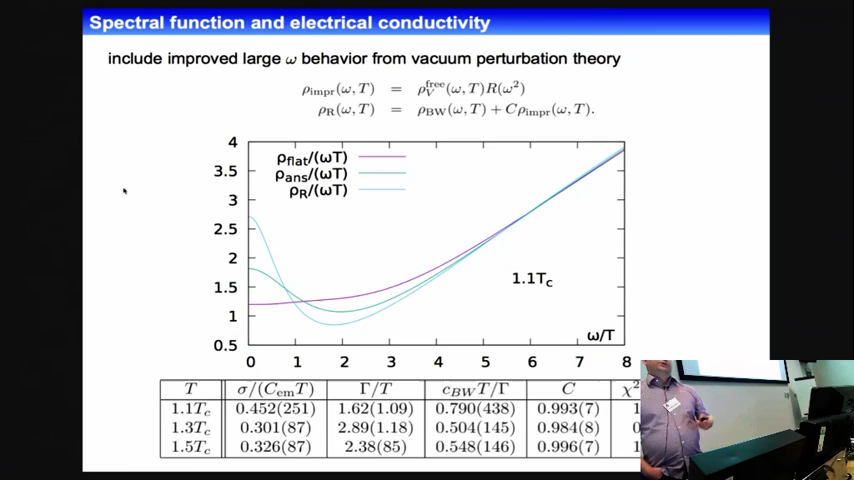 Spectral function and electrical conductivity
include improved large ω behavior from vacuum perturbation theory
ρ_impr(ω, T) = ρ_V^free(ω, T)R(ω²)
ρ_R(ω, T) = ρ_BW(ω, T) + Cρ_impr(ω, T).
4
3.5
3
2.5
2
1.5
1
0.5
ρ_flat/(ωT)
ρ_ans/(ωT)
ρ_R/(ωT)
1.1T_c
ω/T
0 1 2 3 4 5 6 7 8
T σ/(C_em T) Γ/T c_BW T/Γ C χ²
1.1T_c 0.452(251) 1.62(1.09) 0.790(438) 0.993(7) 1
1.3T_c 0.301(87) 2.89(1.18) 0.504(145) 0.984(8) 0
1.5T_c 0.326(87) 2.38(85) 0.548(146) 0.996(7) 1